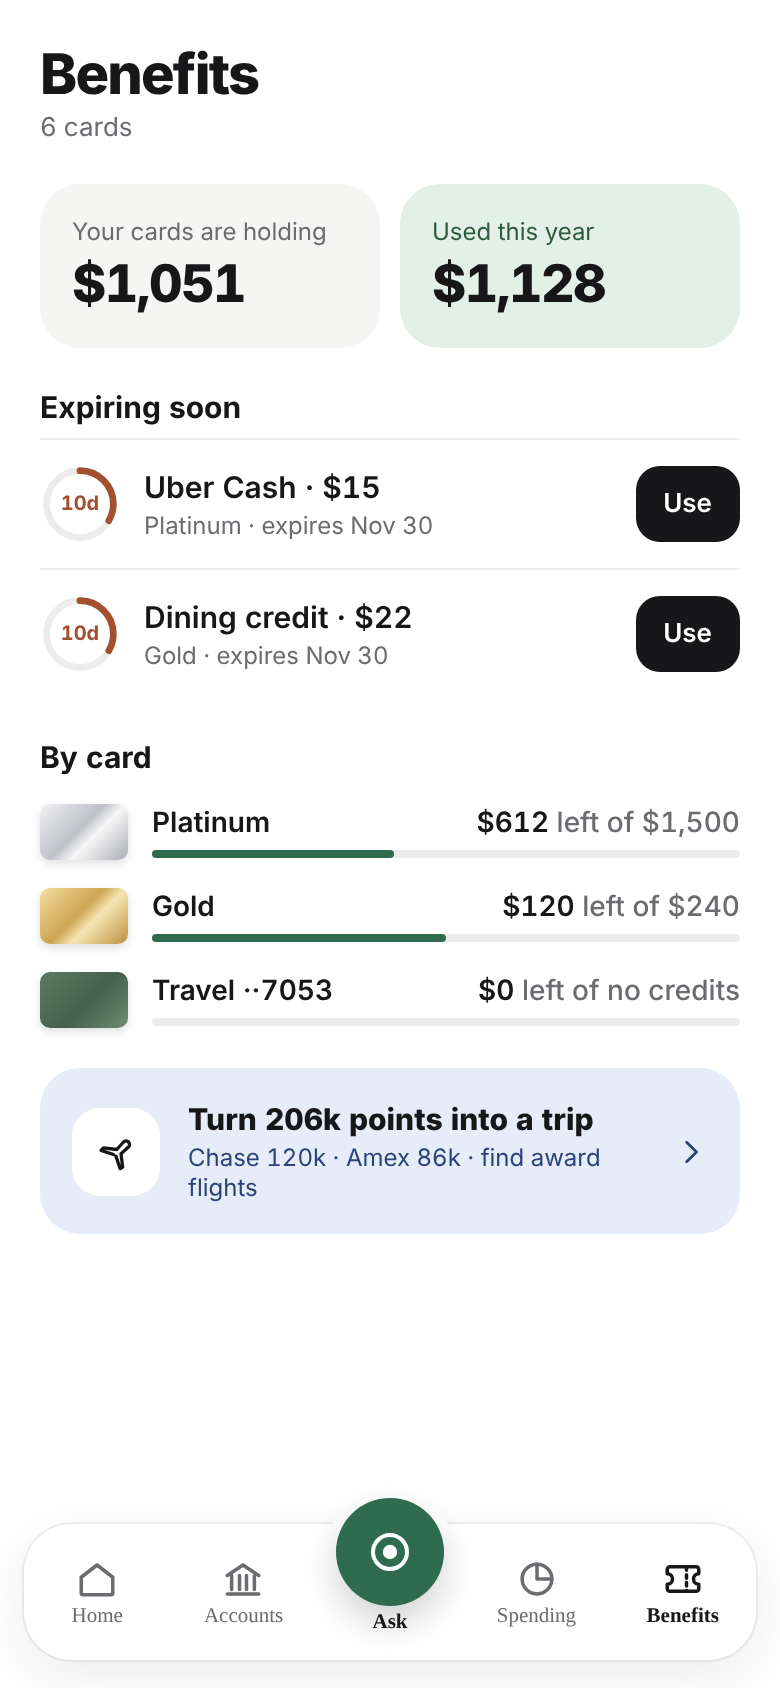 Benefits
6 cards
Your cards are holding
$1,051
Used this year
$1,128
Expiring soon
10d
Uber Cash · $15
Platinum · expires Nov 30
Use
10d
Dining credit · $22
Gold · expires Nov 30
Use
By card
Platinum
$612 left of $1,500
Gold
$120 left of $240
Travel ··7053
$0 left of no credits
Turn 206k points into a trip
Chase 120k · Amex 86k · find award
flights
Home
Accounts
Ask
Spending
Benefits